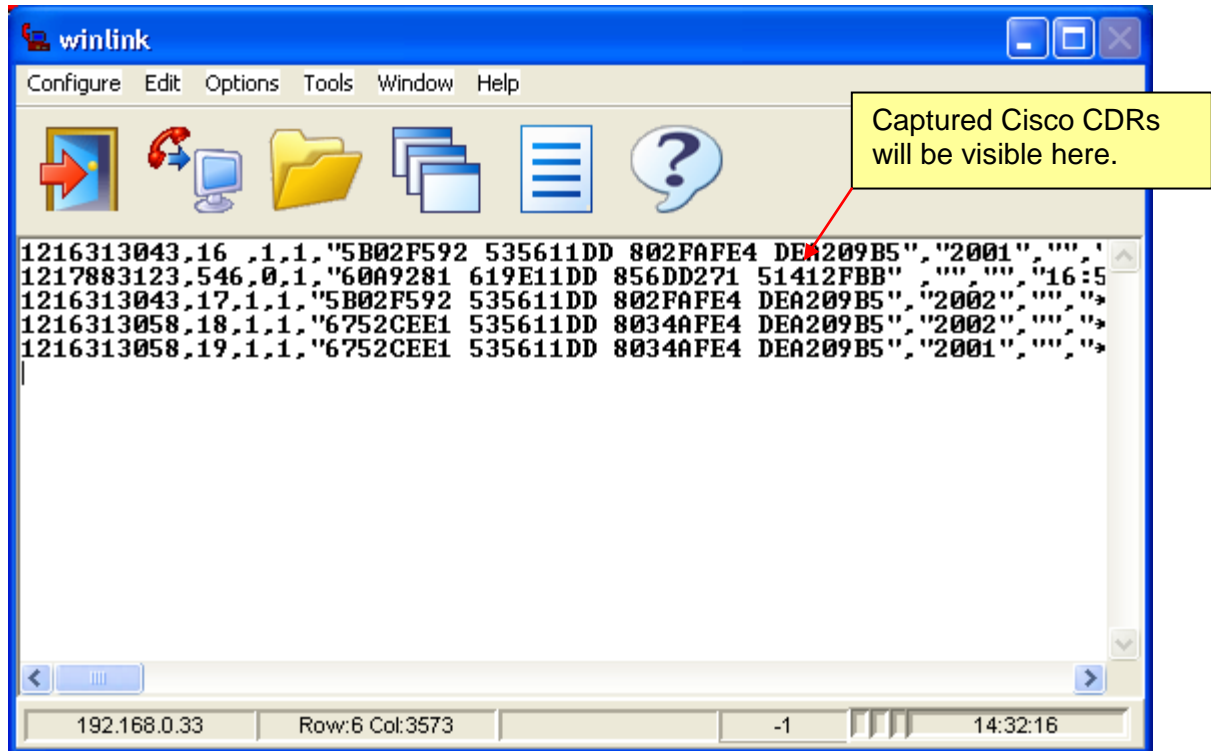 winlink
Configure Edit Options Tools Window Help
Captured Cisco CDRs
will be visible here.
1216313043,16 ,1,1,"5B02F592 535611DD 802FAFE4 DEA209B5","2001","","
1217883123,546,0,1,"60A9281 619E11DD 856DD271 51412FBB" ,"","","16:5
1216313043,17,1,1,"5B02F592 535611DD 802FAFE4 DEA209B5","2002","","*
1216313058,18,1,1,"6752CEE1 535611DD 8034AFE4 DEA209B5","2002","","*
1216313058,19,1,1,"6752CEE1 535611DD 8034AFE4 DEA209B5","2001","","*
192.168.0.33 Row:6 Col:3573 -1 14:32:16